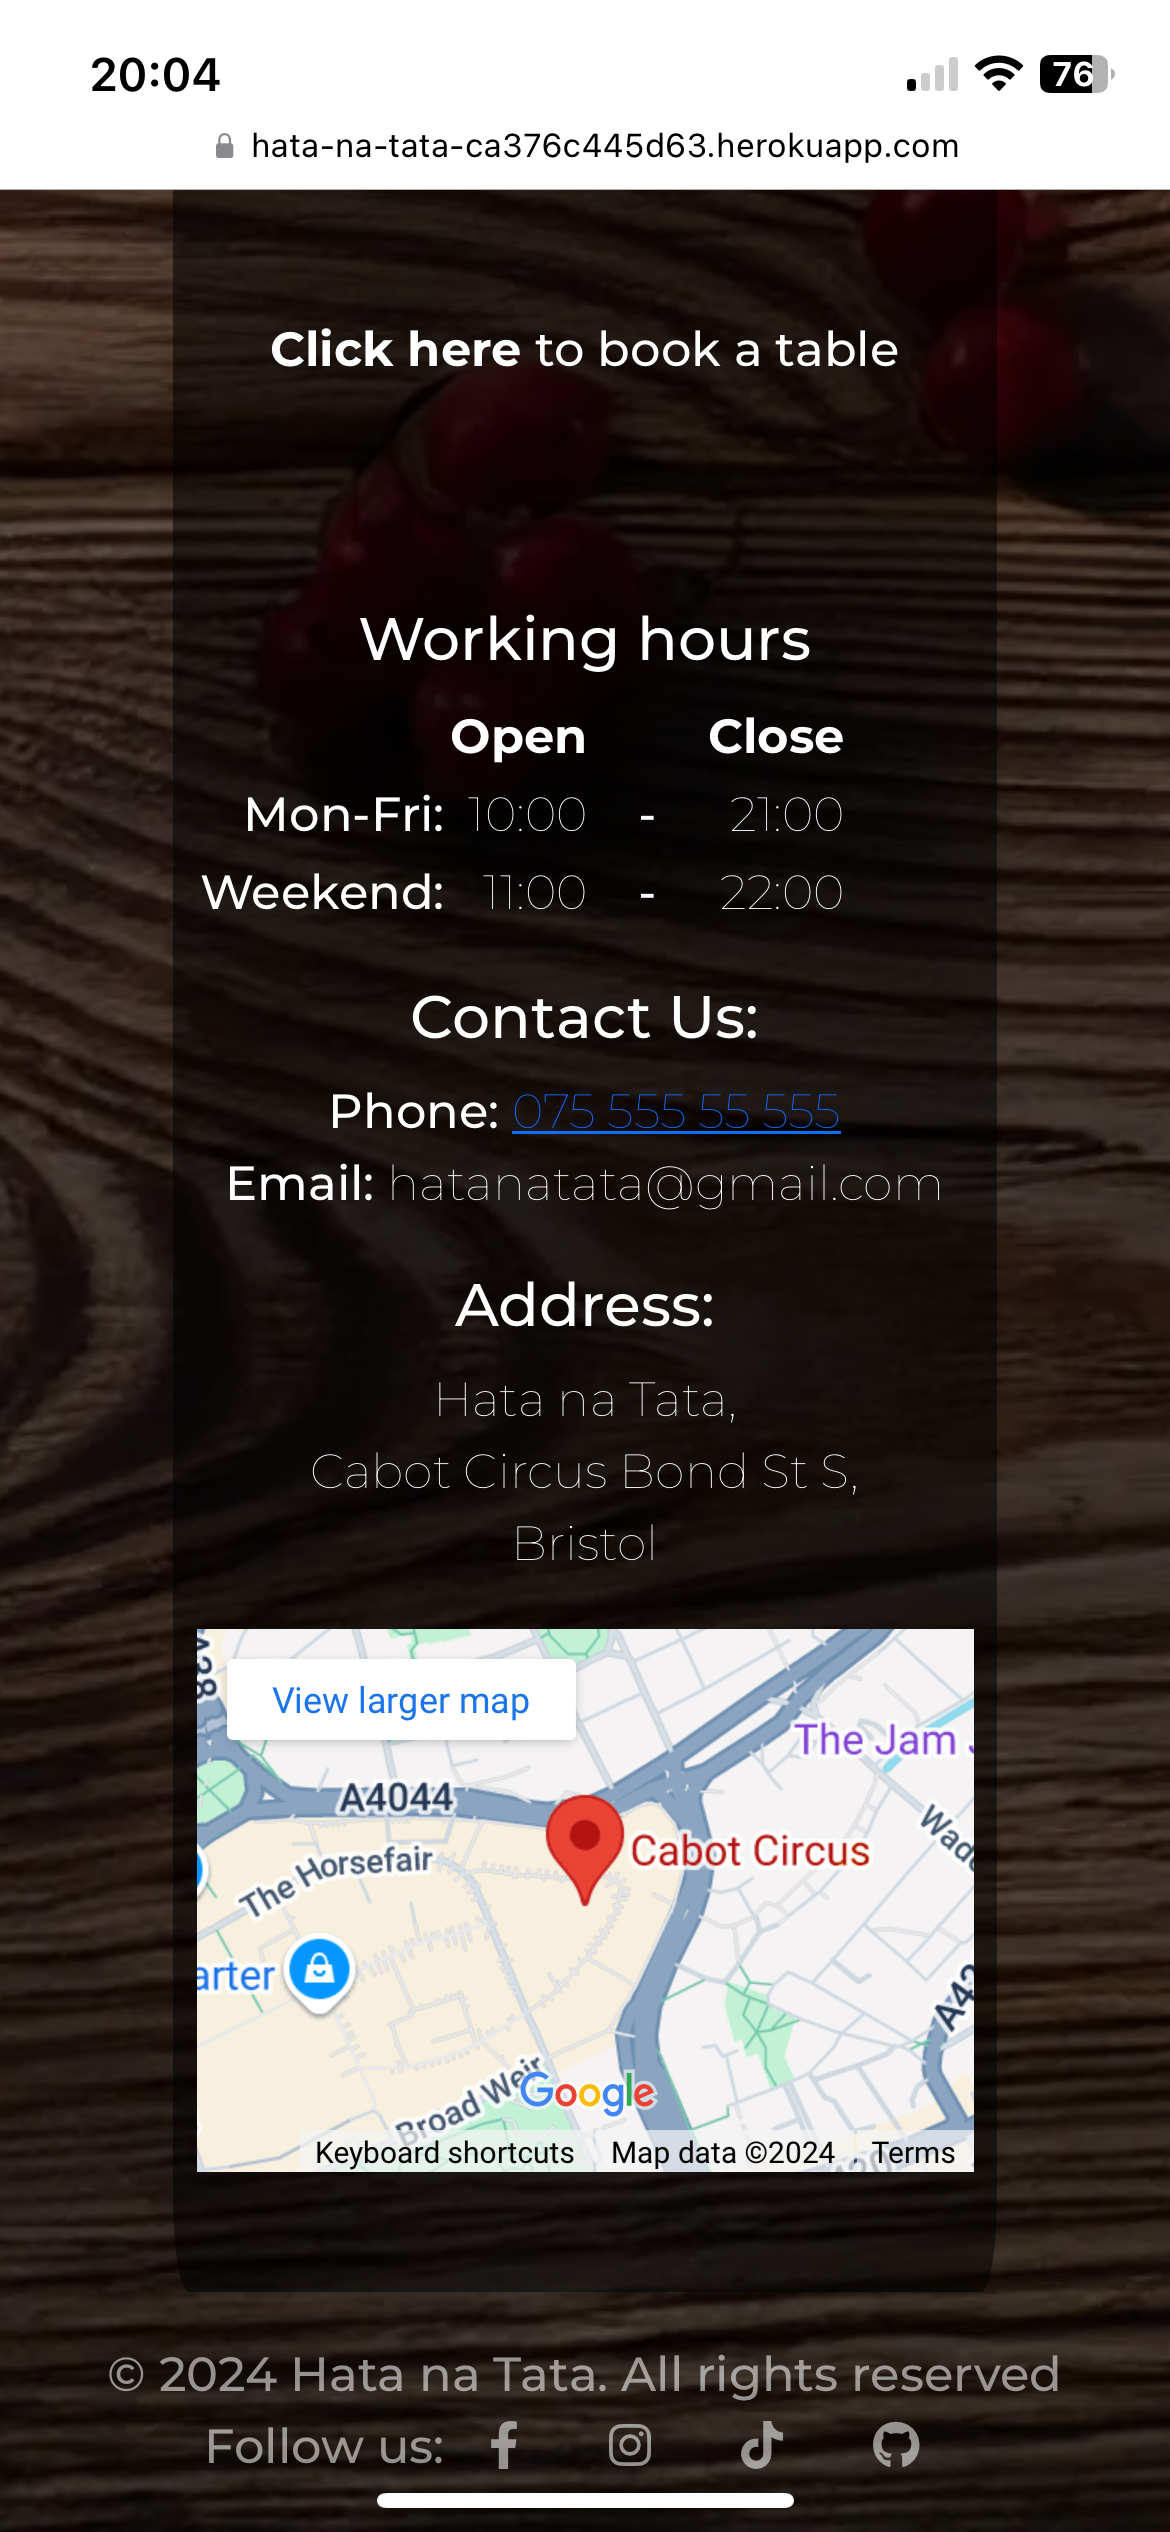 20:04
76
hata-na-tata-ca376c445d63.herokuapp.com
Click here to book a table
Working hours
Open Close
Mon-Fri: 10:00 - 21:00
Weekend: 11:00 - 22:00
Contact Us:
Phone: 075 555 55 555
Email: hatanatata@gmail.com
Address:
Hata na Tata,
Cabot Circus Bond St S,
Bristol
A38
View larger map
The Jam J
A4044
Cabot Circus
Wade
The Horsefair
arter
A42
Broad Weir
Google
Keyboard shortcuts Map data ©2024 Terms
© 2024 Hata na Tata. All rights reserved
Follow us: